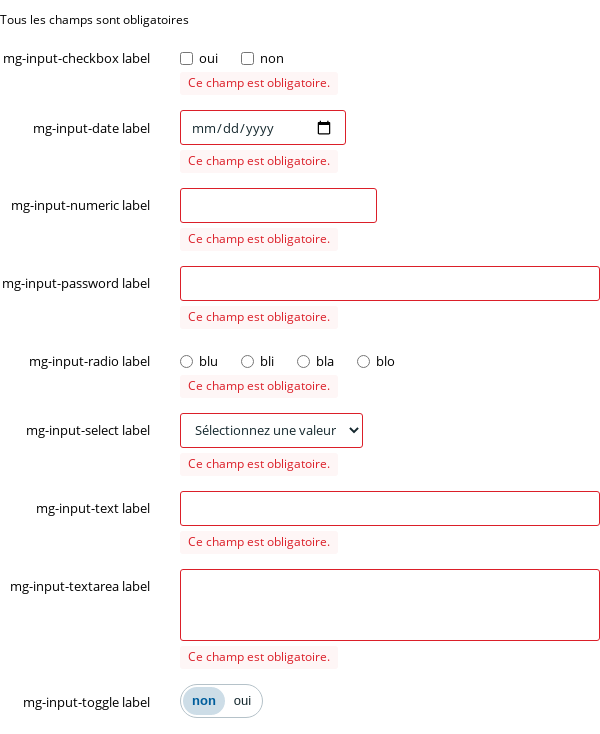 Tous les champs sont obligatoires
mg-input-checkbox label oui non
Ce champ est obligatoire.
mg-input-date label mm/dd/yyyy
Ce champ est obligatoire.
mg-input-numeric label
Ce champ est obligatoire.
mg-input-password label
Ce champ est obligatoire.
mg-input-radio label blu bli bla blo
Ce champ est obligatoire.
mg-input-select label Sélectionnez une valeur
Ce champ est obligatoire.
mg-input-text label
Ce champ est obligatoire.
mg-input-textarea label
Ce champ est obligatoire.
mg-input-toggle label non oui